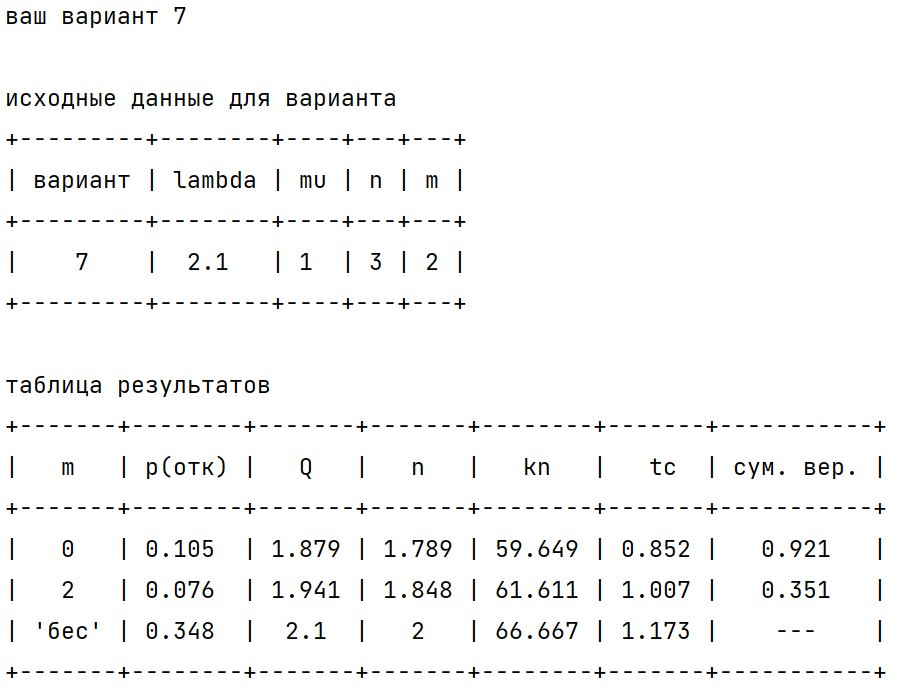 ваш вариант 7
исходные данные для варианта
+---------+--------+----+---+---+
| вариант | lambda | mu | n | m |
+---------+--------+----+---+---+
|    7    |  2.1   | 1  | 3 | 2 |
+---------+--------+----+---+---+
таблица результатов
+-------+--------+-------+-------+--------+-------+-----------+
|   m   | p(отк) |   Q   |   n   |   kn   |   tc  | сум. вер. |
+-------+--------+-------+-------+--------+-------+-----------+
|   0   | 0.105  | 1.879 | 1.789 | 59.649 | 0.852 |   0.921   |
|   2   | 0.076  | 1.941 | 1.848 | 61.611 | 1.007 |   0.351   |
| 'бес' | 0.348  |  2.1  |   2   | 66.667 | 1.173 |    ---    |
+-------+--------+-------+-------+--------+-------+-----------+